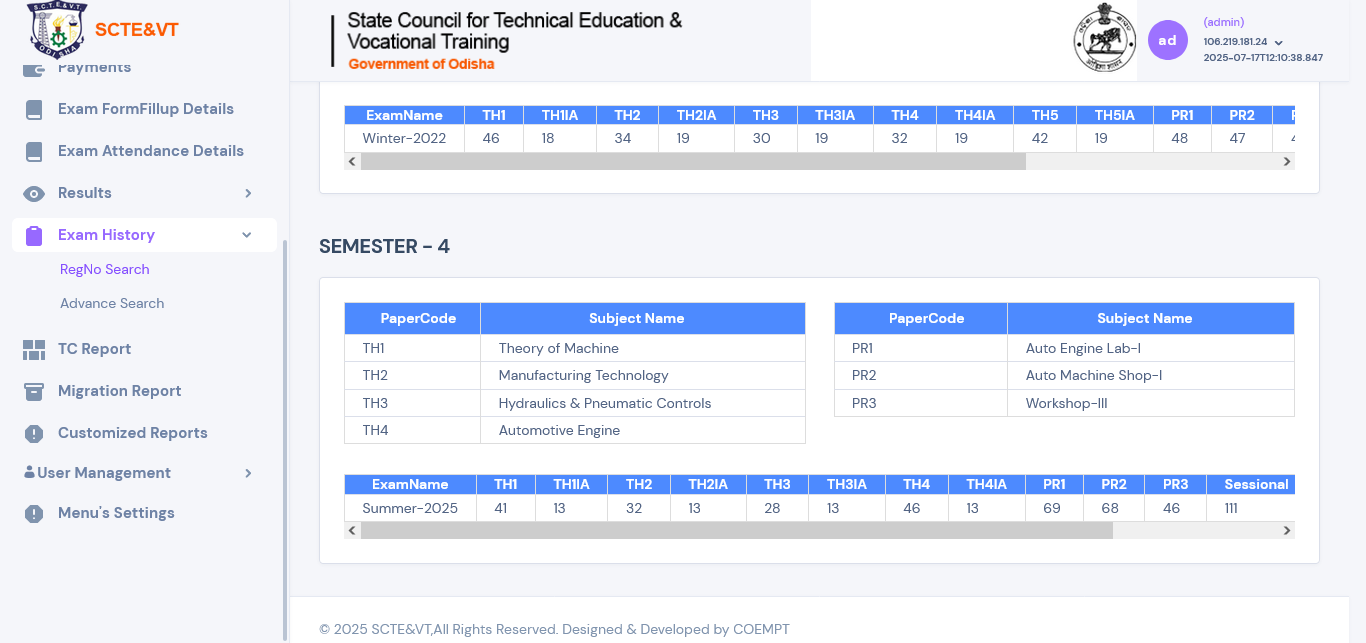 S.C.T.E.&V.T.
ODISHA
SCTE&VT
State Council for Technical Education &
Vocational Training
Government of Odisha
ad
(admin)
106.219.181.24
2025-07-17T12:10:38.847
Payments
Exam FormFillup Details
Exam Attendance Details
Results
Exam History
RegNo Search
Advance Search
TC Report
Migration Report
Customized Reports
User Management
Menu's Settings
ExamName TH1 TH1IA TH2 TH2IA TH3 TH3IA TH4 TH4IA TH5 TH5IA PR1 PR2
Winter-2022 46 18 34 19 30 19 32 19 42 19 48 47
SEMESTER - 4
PaperCode Subject Name
TH1 Theory of Machine
TH2 Manufacturing Technology
TH3 Hydraulics & Pneumatic Controls
TH4 Automotive Engine
PaperCode Subject Name
PR1 Auto Engine Lab-I
PR2 Auto Machine Shop-I
PR3 Workshop-III
ExamName TH1 TH1IA TH2 TH2IA TH3 TH3IA TH4 TH4IA PR1 PR2 PR3 Sessional
Summer-2025 41 13 32 13 28 13 46 13 69 68 46 111
© 2025 SCTE&VT,All Rights Reserved. Designed & Developed by COEMPT